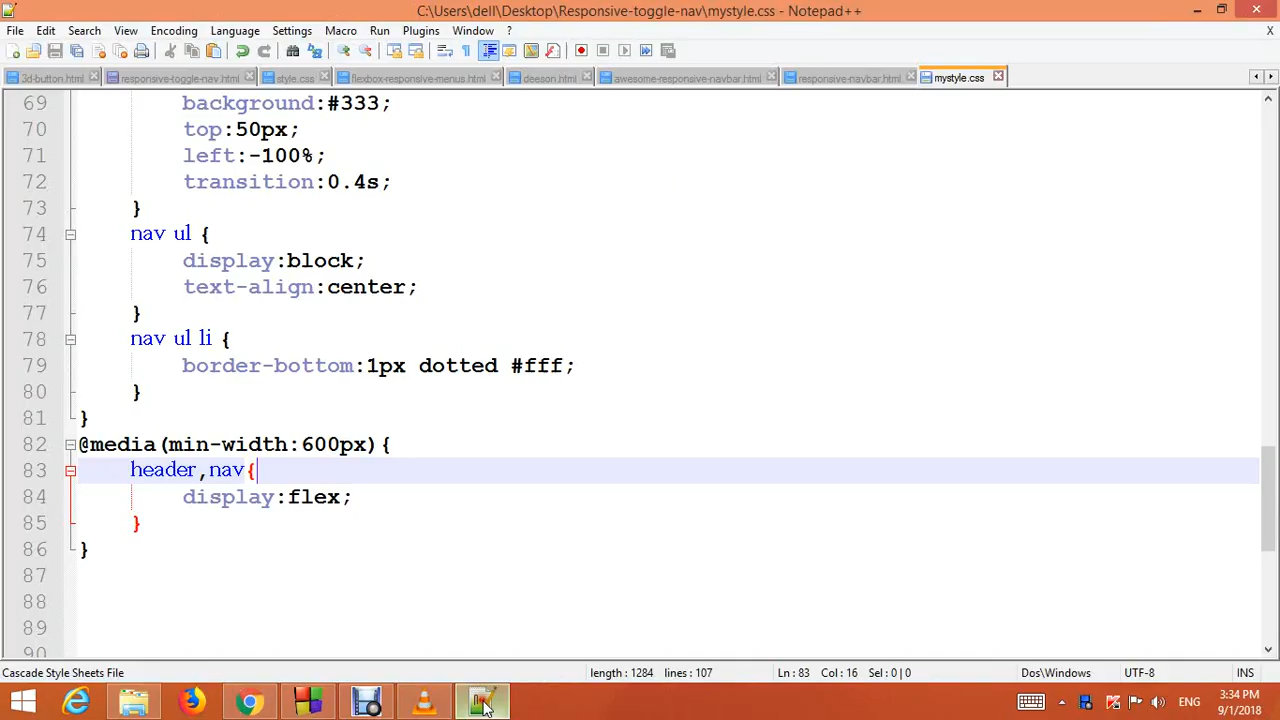 C:\Users\dell\Desktop\Responsive-toggle-nav\mystyle.css - Notepad++
File Edit Search View Encoding Language Settings Macro Run Plugins Window ? X
3d-button.html responsive-toggle-nav.html style.css flexbox-responsive-menus.html deeson.html awesome-responsive-navbar.html responsive-navbar.html mystyle.css
69 background:#333;
70 top:50px;
71 left:-100%;
72 transition:0.4s;
73 }
74 nav ul {
75 display:block;
76 text-align:center;
77 }
78 nav ul li {
79 border-bottom:1px dotted #fff;
80 }
81 }
82 @media(min-width:600px){
83 header,nav{
84 display:flex;
85 }
86 }
87
88
89
90
Cascade Style Sheets File length : 1284 lines : 107 Ln : 83 Col : 16 Sel : 0 | 0 Dos\Windows UTF-8 INS
ENG 3:34 PM
9/1/2018